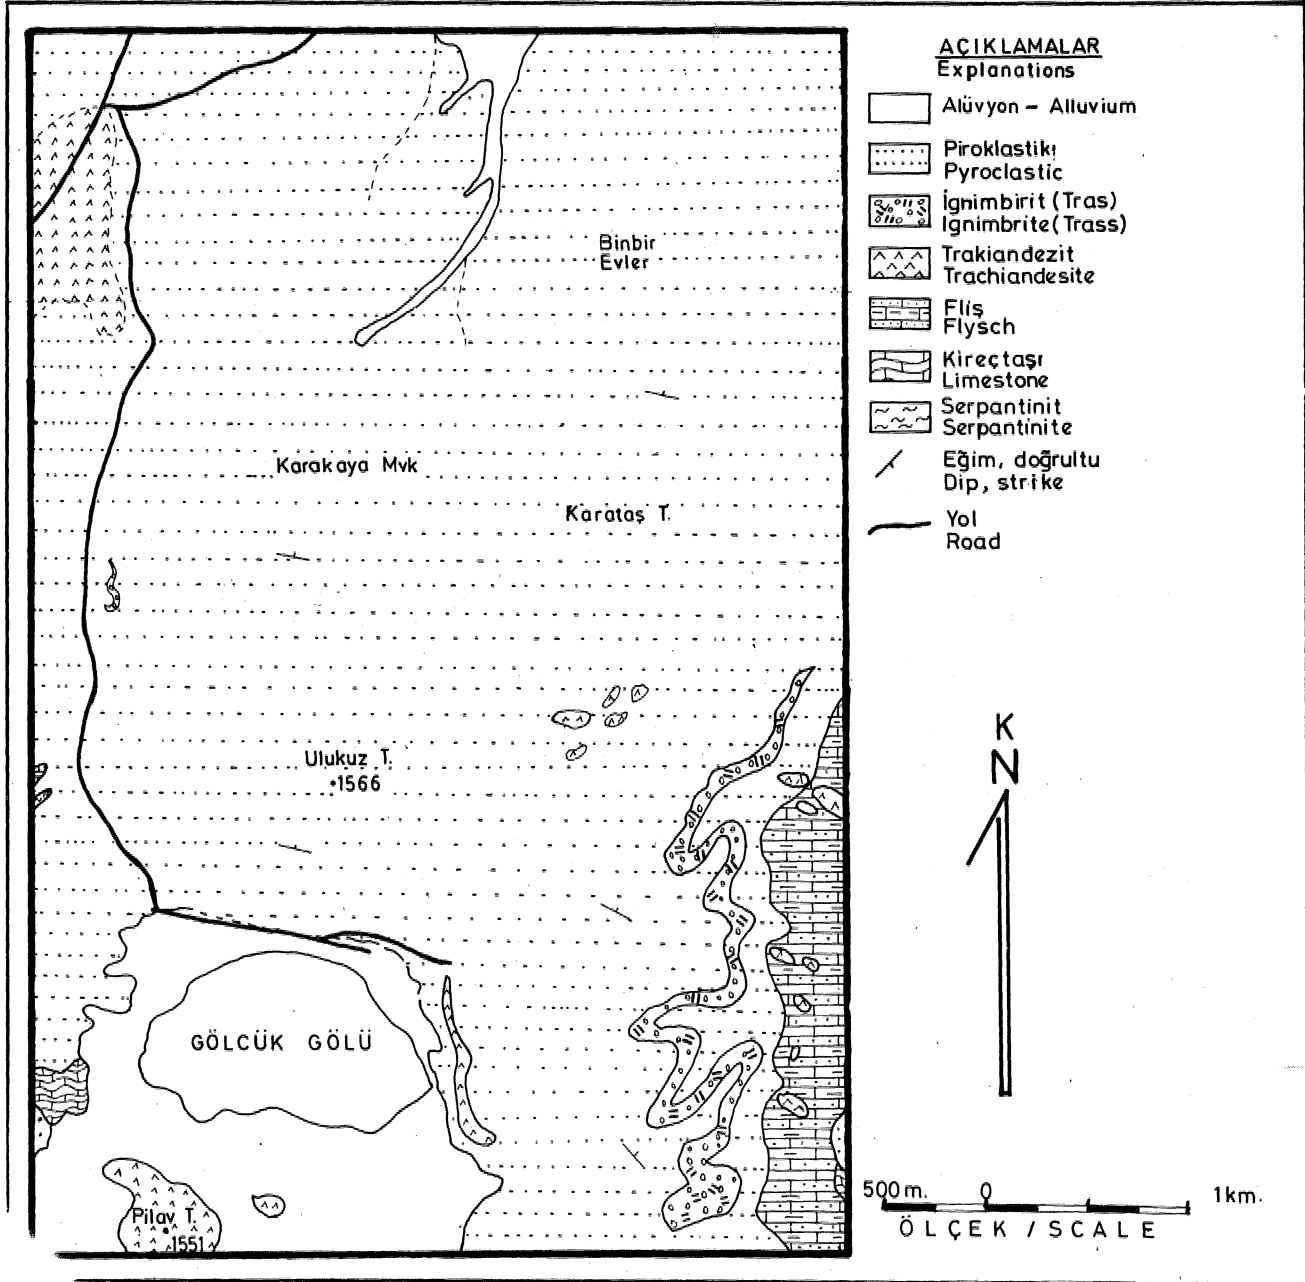 AÇIKLAMALAR
Explanations
Alüvyon - Alluvium
Piroklastik
Pyroclastic
İgnimbirit (Tras)
Ignimbrite (Trass)
Trakiandezit
Trachiandesite
Fliş
Flysch
Kireçtaşı
Limestone
Serpantinit
Serpantinite
Eğim, doğrultu
Dip, strike
Yol
Road
Binbir
Evler
Karakaya Mvk
Karataş T.
Ulukuz T.
•1566
GÖLCÜK GÖLÜ
Pilav T.
•1551
K
N
500 m. 0 1km.
ÖLÇEK / SCALE